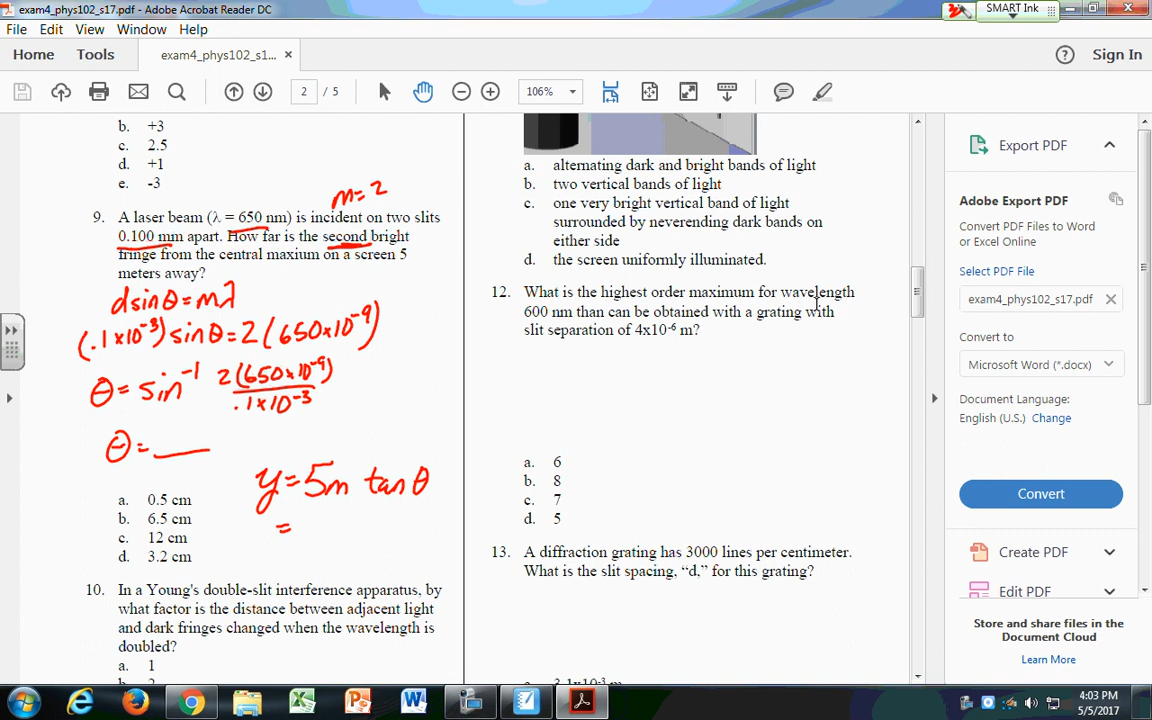 exam4_phys102_s17.pdf - Adobe Acrobat Reader DC
SMART Ink
File Edit View Window Help
Home Tools exam4_phys102_s1... × Sign In
2 / 5 106%
b. +3
c. 2.5
d. +1
e. -3
m=2
9. A laser beam (λ = 650 nm) is incident on two slits
0.100 mm apart. How far is the second bright
fringe from the central maxium on a screen 5
meters away?
dsinθ=mλ
(.1x10⁻³)sinθ=2(650x10⁻⁹)
θ= sin⁻¹ 2(650x10⁻⁹)
.1x10⁻³
θ=
y=5m tanθ
=
a. 0.5 cm
b. 6.5 cm
c. 12 cm
d. 3.2 cm
10. In a Young's double-slit interference apparatus, by
what factor is the distance between adjacent light
and dark fringes changed when the wavelength is
doubled?
a. 1
a. alternating dark and bright bands of light
b. two vertical bands of light
c. one very bright vertical band of light
surrounded by neverending dark bands on
either side
d. the screen uniformly illuminated.
12. What is the highest order maximum for wavelength
600 nm than can be obtained with a grating with
slit separation of 4x10⁻⁶ m?
a. 6
b. 8
c. 7
d. 5
13. A diffraction grating has 3000 lines per centimeter.
What is the slit spacing, “d,” for this grating?
Export PDF
Adobe Export PDF
Convert PDF Files to Word
or Excel Online
Select PDF File
exam4_phys102_s17.pdf
Convert to
Microsoft Word (*.docx)
Document Language:
English (U.S.) Change
Convert
Create PDF
Edit PDF
Store and share files in the
Document Cloud
Learn More
4:03 PM
5/5/2017